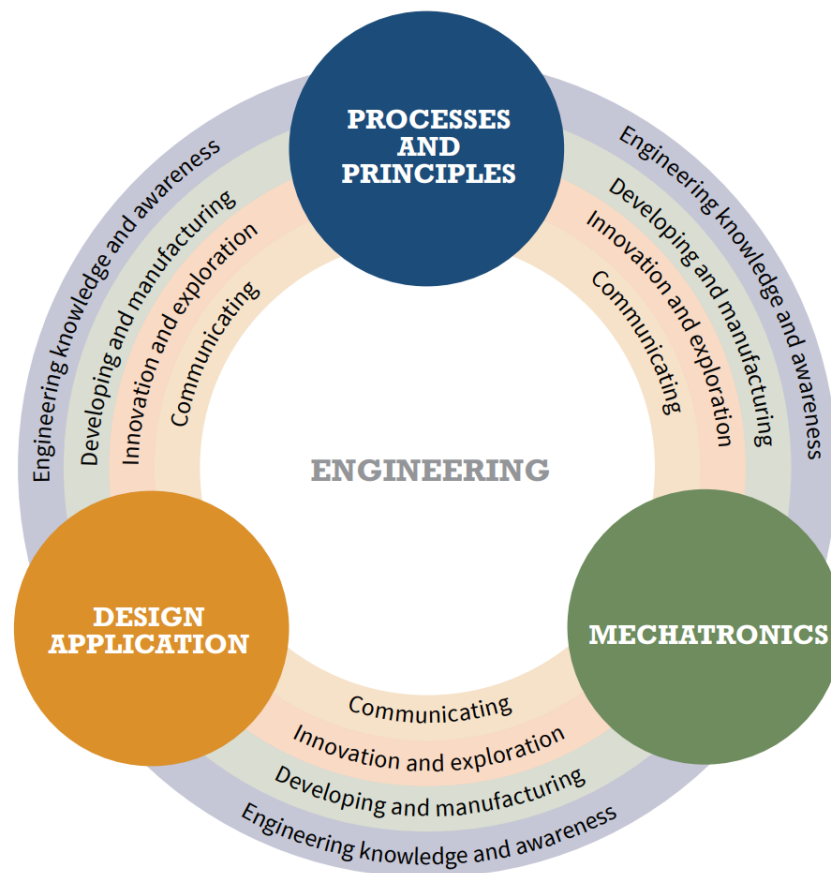 PROCESSES
AND
PRINCIPLES
Engineering knowledge and awareness
Developing and manufacturing
Innovation and exploration
Communicating
Engineering knowledge and awareness
Developing and manufacturing
Innovation and exploration
Communicating
ENGINEERING
DESIGN
APPLICATION
MECHATRONICS
Communicating
Innovation and exploration
Developing and manufacturing
Engineering knowledge and awareness